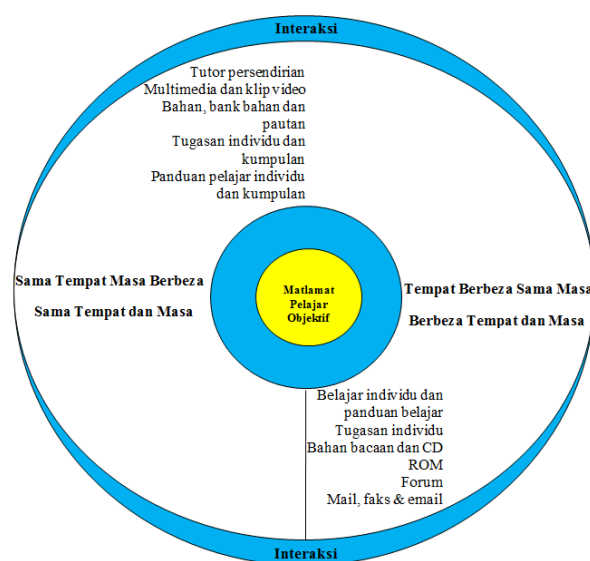 Interaksi
Tutor persendirian
Multimedia dan klip video
Bahan, bank bahan dan
pautan
Tugasan individu dan
kumpulan
Panduan pelajar individu
dan kumpulan
Sama Tempat Masa Berbeza
Sama Tempat dan Masa
Matlamat
Pelajar
Objektif
Tempat Berbeza Sama Masa
Berbeza Tempat dan Masa
Belajar individu dan
panduan belajar
Tugasan individu
Bahan bacaan dan CD
ROM
Forum
Mail, faks & email
Interaksi